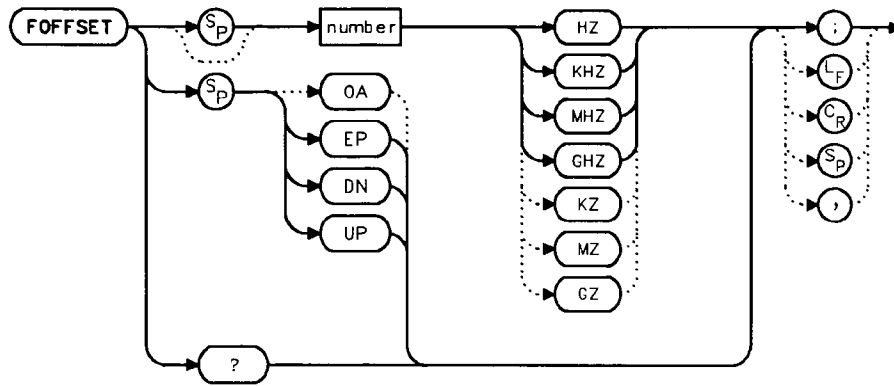 FOFFSET
SP
number
HZ
KHZ
MHZ
GHZ
KZ
MZ
GZ
SP
OA
EP
DN
UP
?
;
LF
CR
SP
,